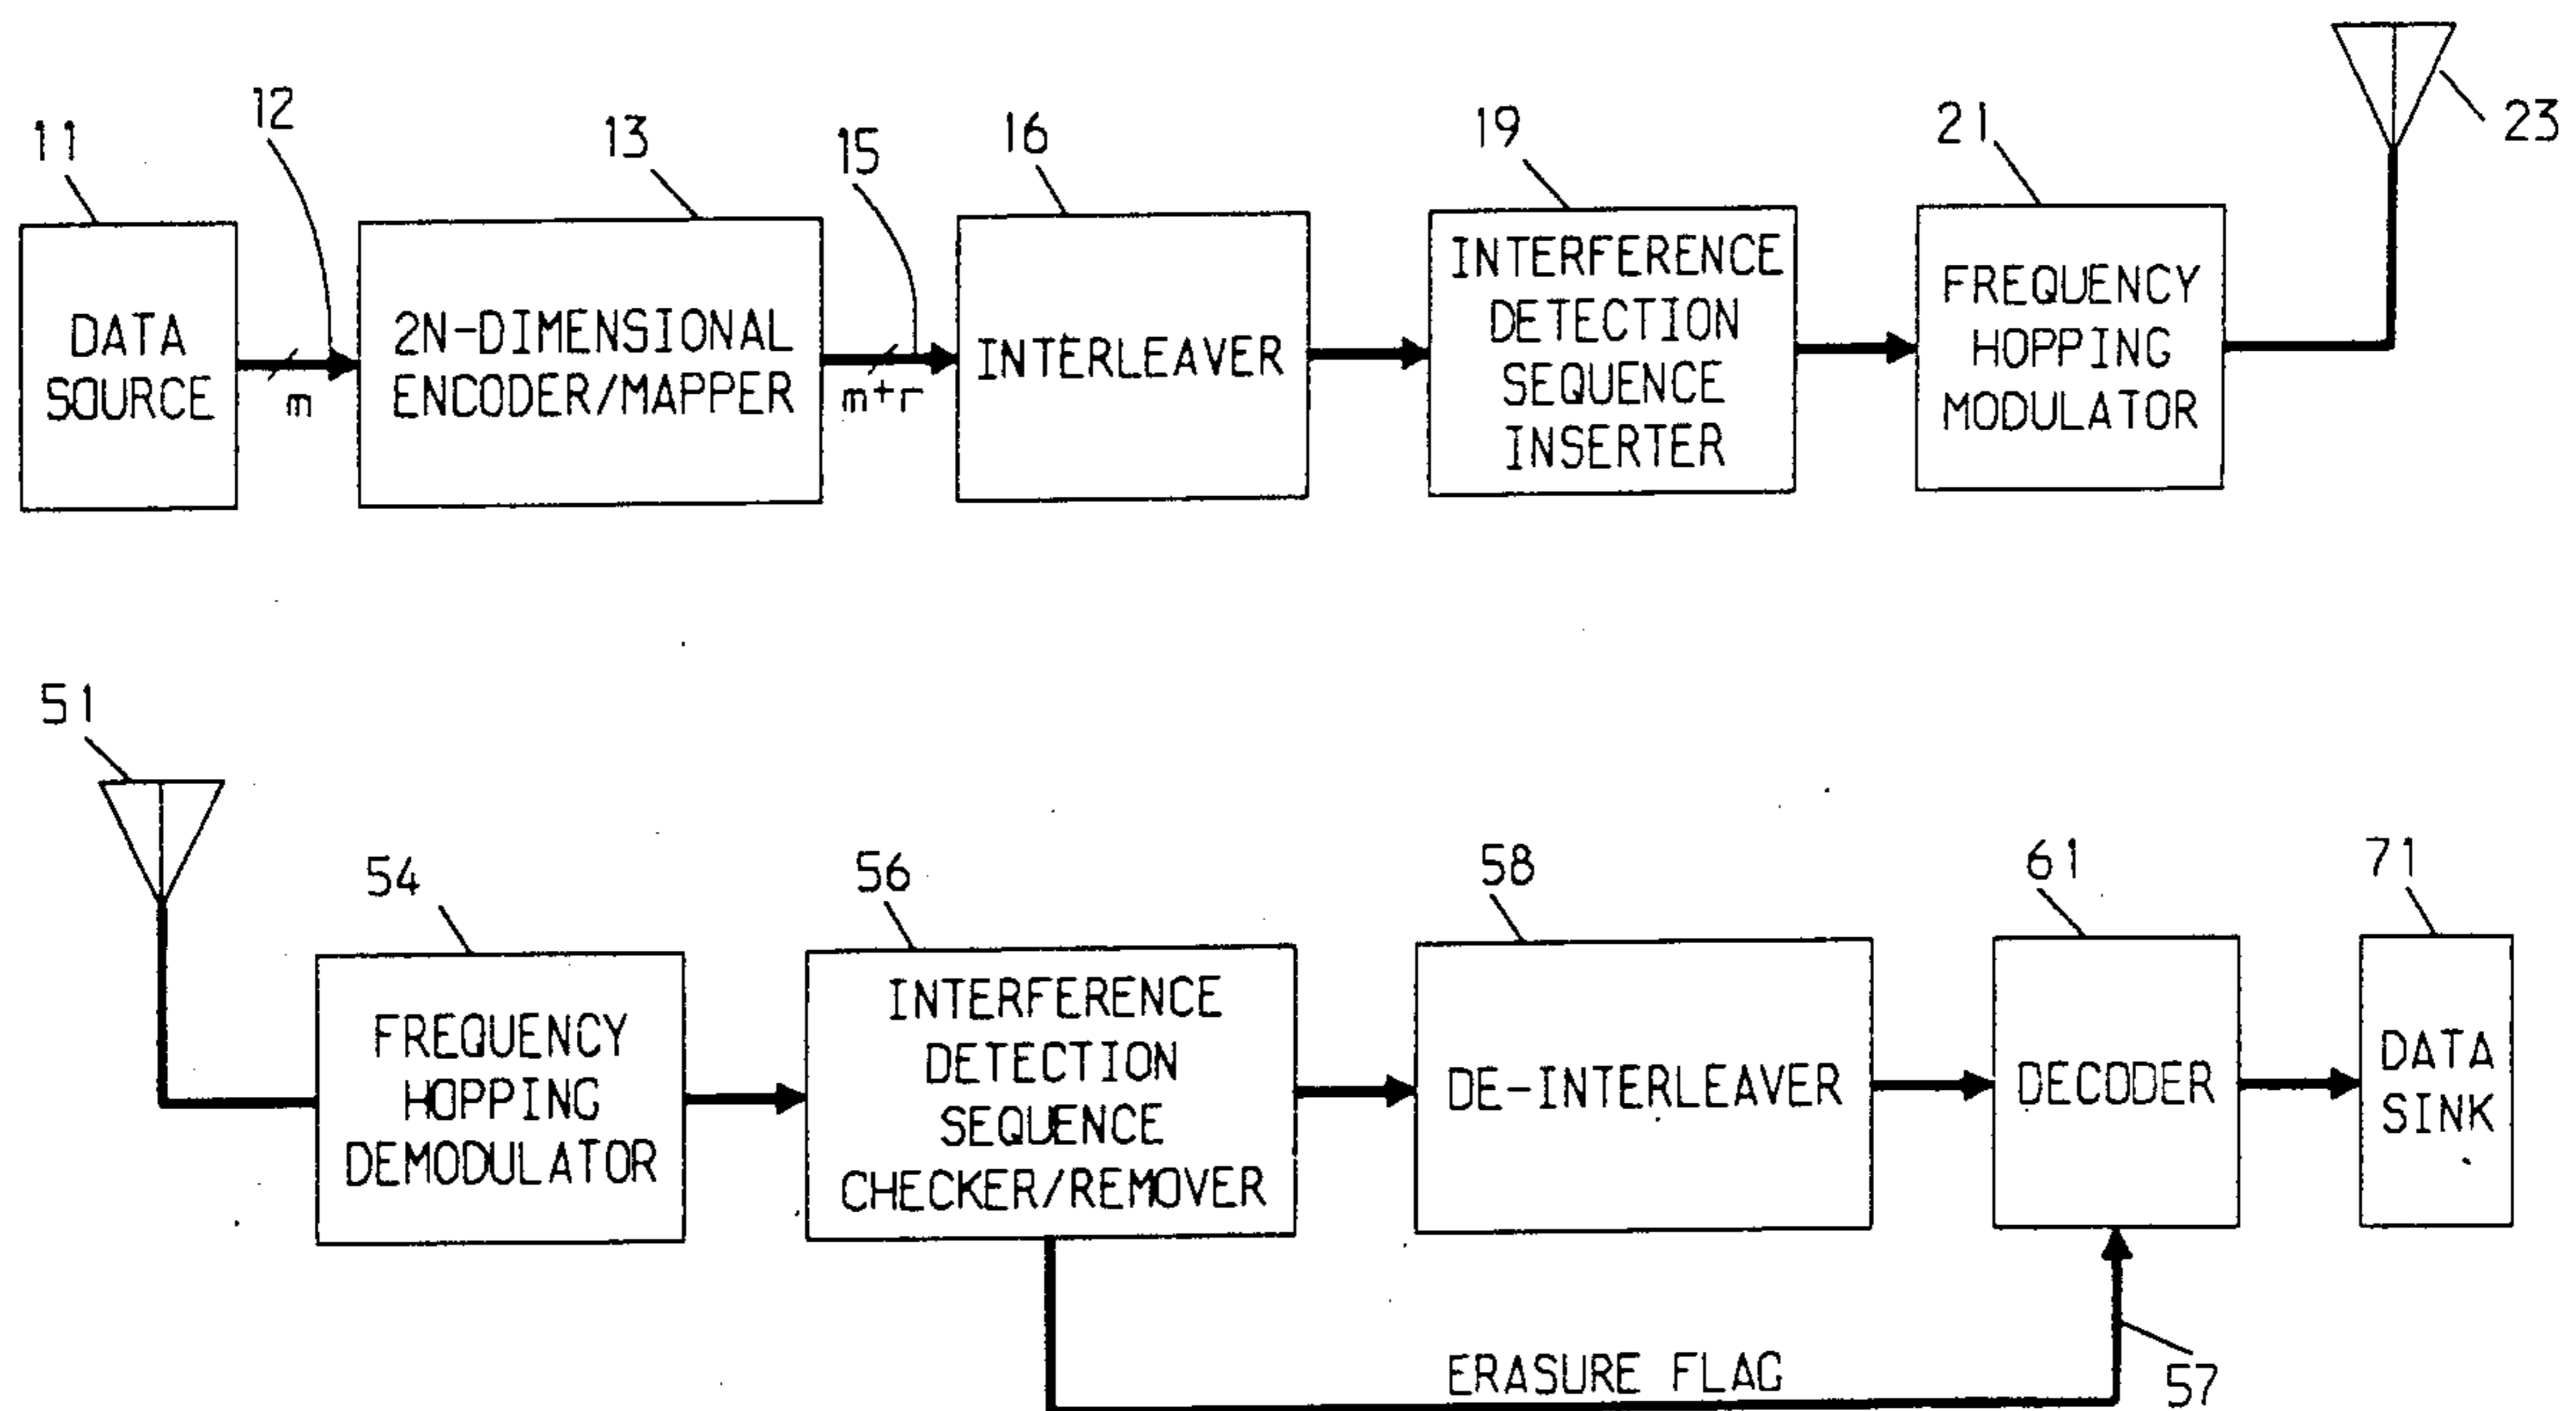 11
12
13
15
16
19
21
23
DATA
SOURCE
m
2N-DIMENSIONAL
ENCODER/MAPPER
m+r
INTERLEAVER
INTERFERENCE
DETECTION
SEQUENCE
INSERTER
FREQUENCY
HOPPING
MODULATOR
51
54
56
58
61
71
FREQUENCY
HOPPING
DEMODULATOR
INTERFERENCE
DETECTION
SEQUENCE
CHECKER/REMOVER
DE-INTERLEAVER
DECODER
DATA
SINK
ERASURE FLAG
57